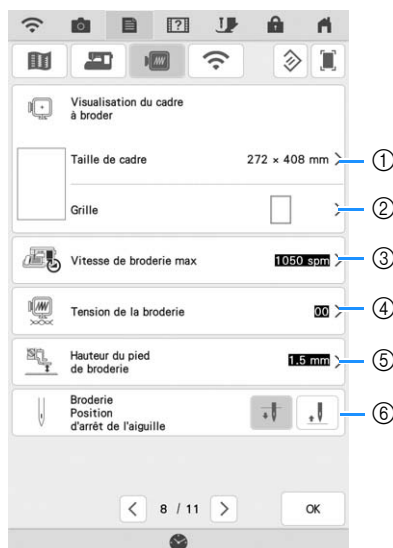 Visualisation du cadre
à broder
Taille de cadre 272 × 408 mm ①
Grille ②
Vitesse de broderie max 1050 spm ③
Tension de la broderie 00 ④
Hauteur du pied
de broderie 1.5 mm ⑤
Broderie
Position
d'arrêt de l'aiguille ⑥
8 / 11 OK